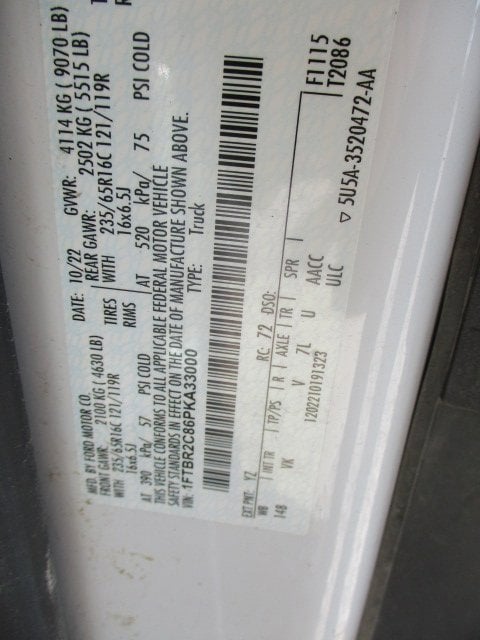 MFD. BY FORD MOTOR CO.
DATE: 10/22 GVWR: 4114 KG ( 9070 LB)
FRONT GAWR: 2100 KG ( 4630 LB) REAR GAWR: 2502 KG ( 5515 LB)
WITH 235/65R16C 121/119R TIRES WITH 235/65R16C 121/119R
16x6.5J RIMS 16x6.5J
AT 390 kPa/ 57 PSI COLD AT 520 kPa/ 75 PSI COLD
THIS VEHICLE CONFORMS TO ALL APPLICABLE FEDERAL MOTOR VEHICLE
SAFETY STANDARDS IN EFFECT ON THE DATE OF MANUFACTURE SHOWN ABOVE.
VIN: 1FTBR2C86PKA33000 TYPE: Truck
EXT PNT: YZ RC: 72 DSO: F1115
WB INT TR TP/PS R AXLE TR SPR T2086
148 VK V 7L U AACC
ULC
1202210191323 5U5A-3520472-AA